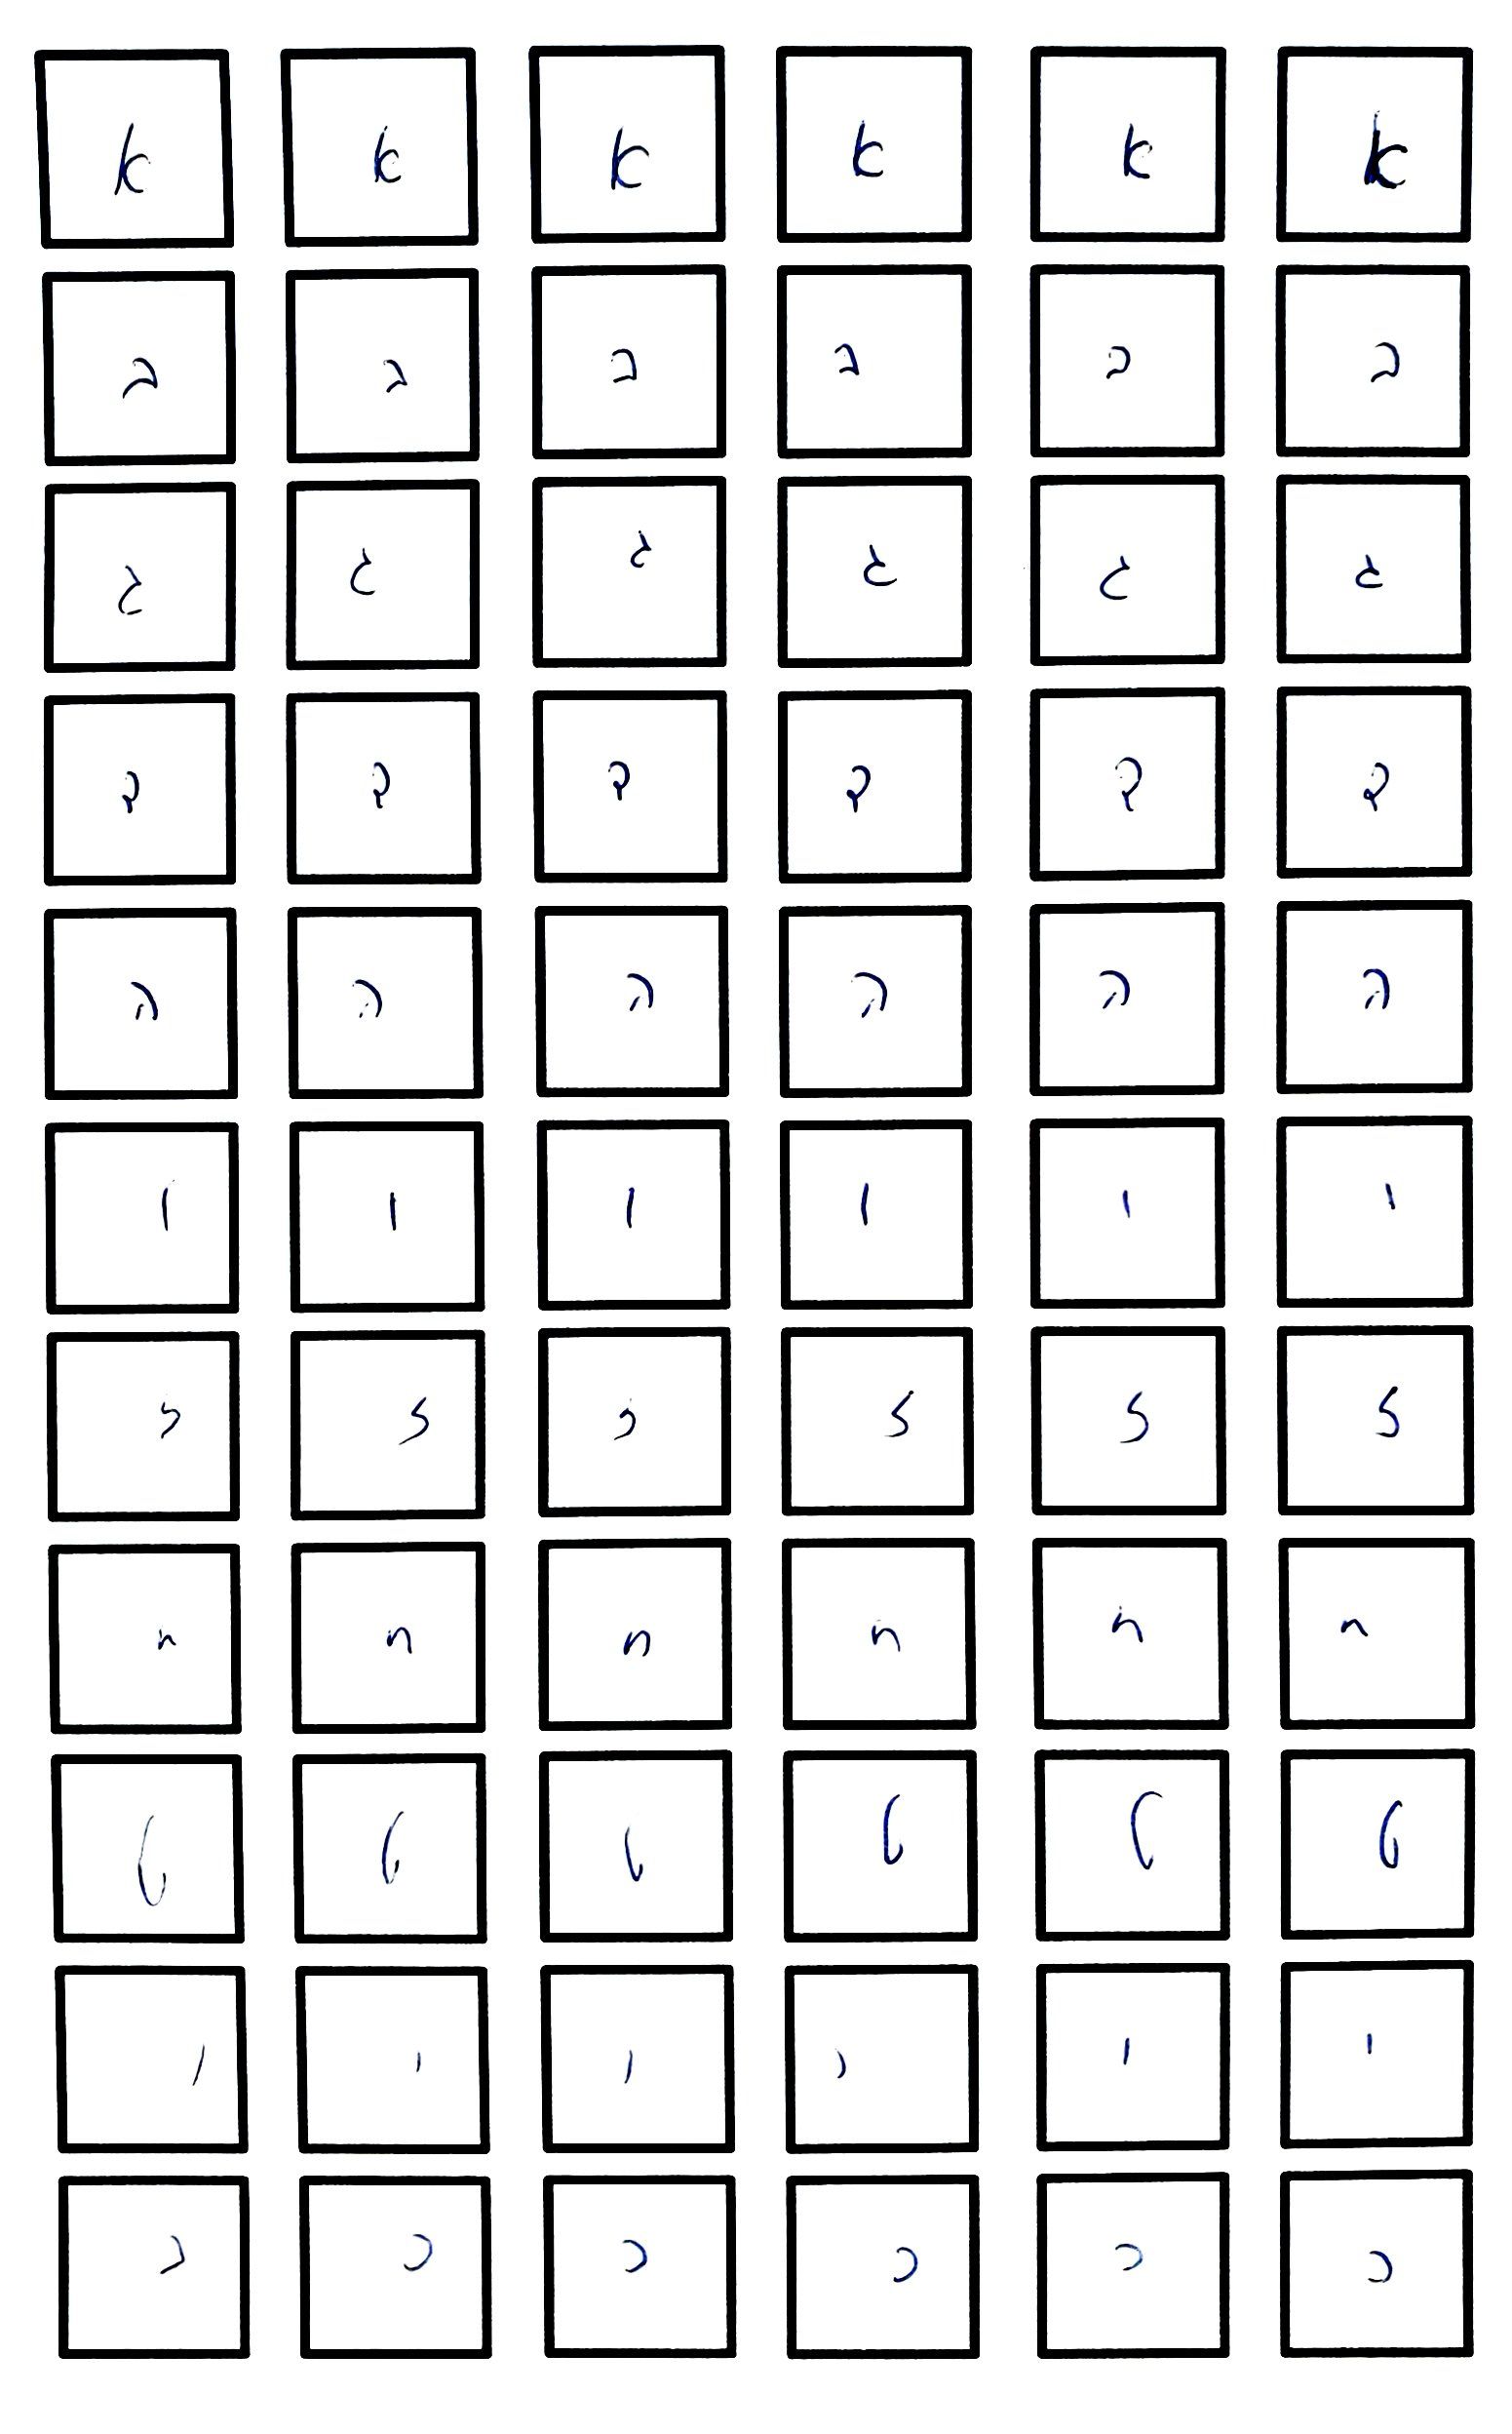 א א א א א א
ב ב ב ב ב ב
ג ג ג ג ג ג
ד ד ד ד ד ד
ה ה ה ה ה ה
ו ו ו ו ו ו
ז ז ז ז ז ז
ח ח ח ח ח ח
ט ט ט ט ט ט
י י י י י י
כ כ כ כ כ כ